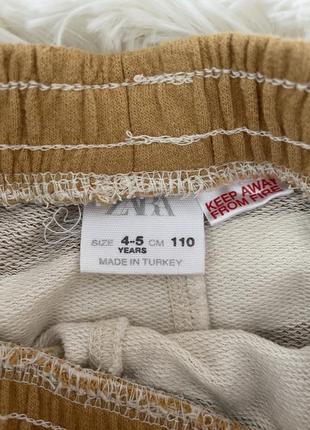 ZARA
SIZE 4-5 CM 110
YEARS
MADE IN TURKEY
KEEP AWAY
FROM FIRE